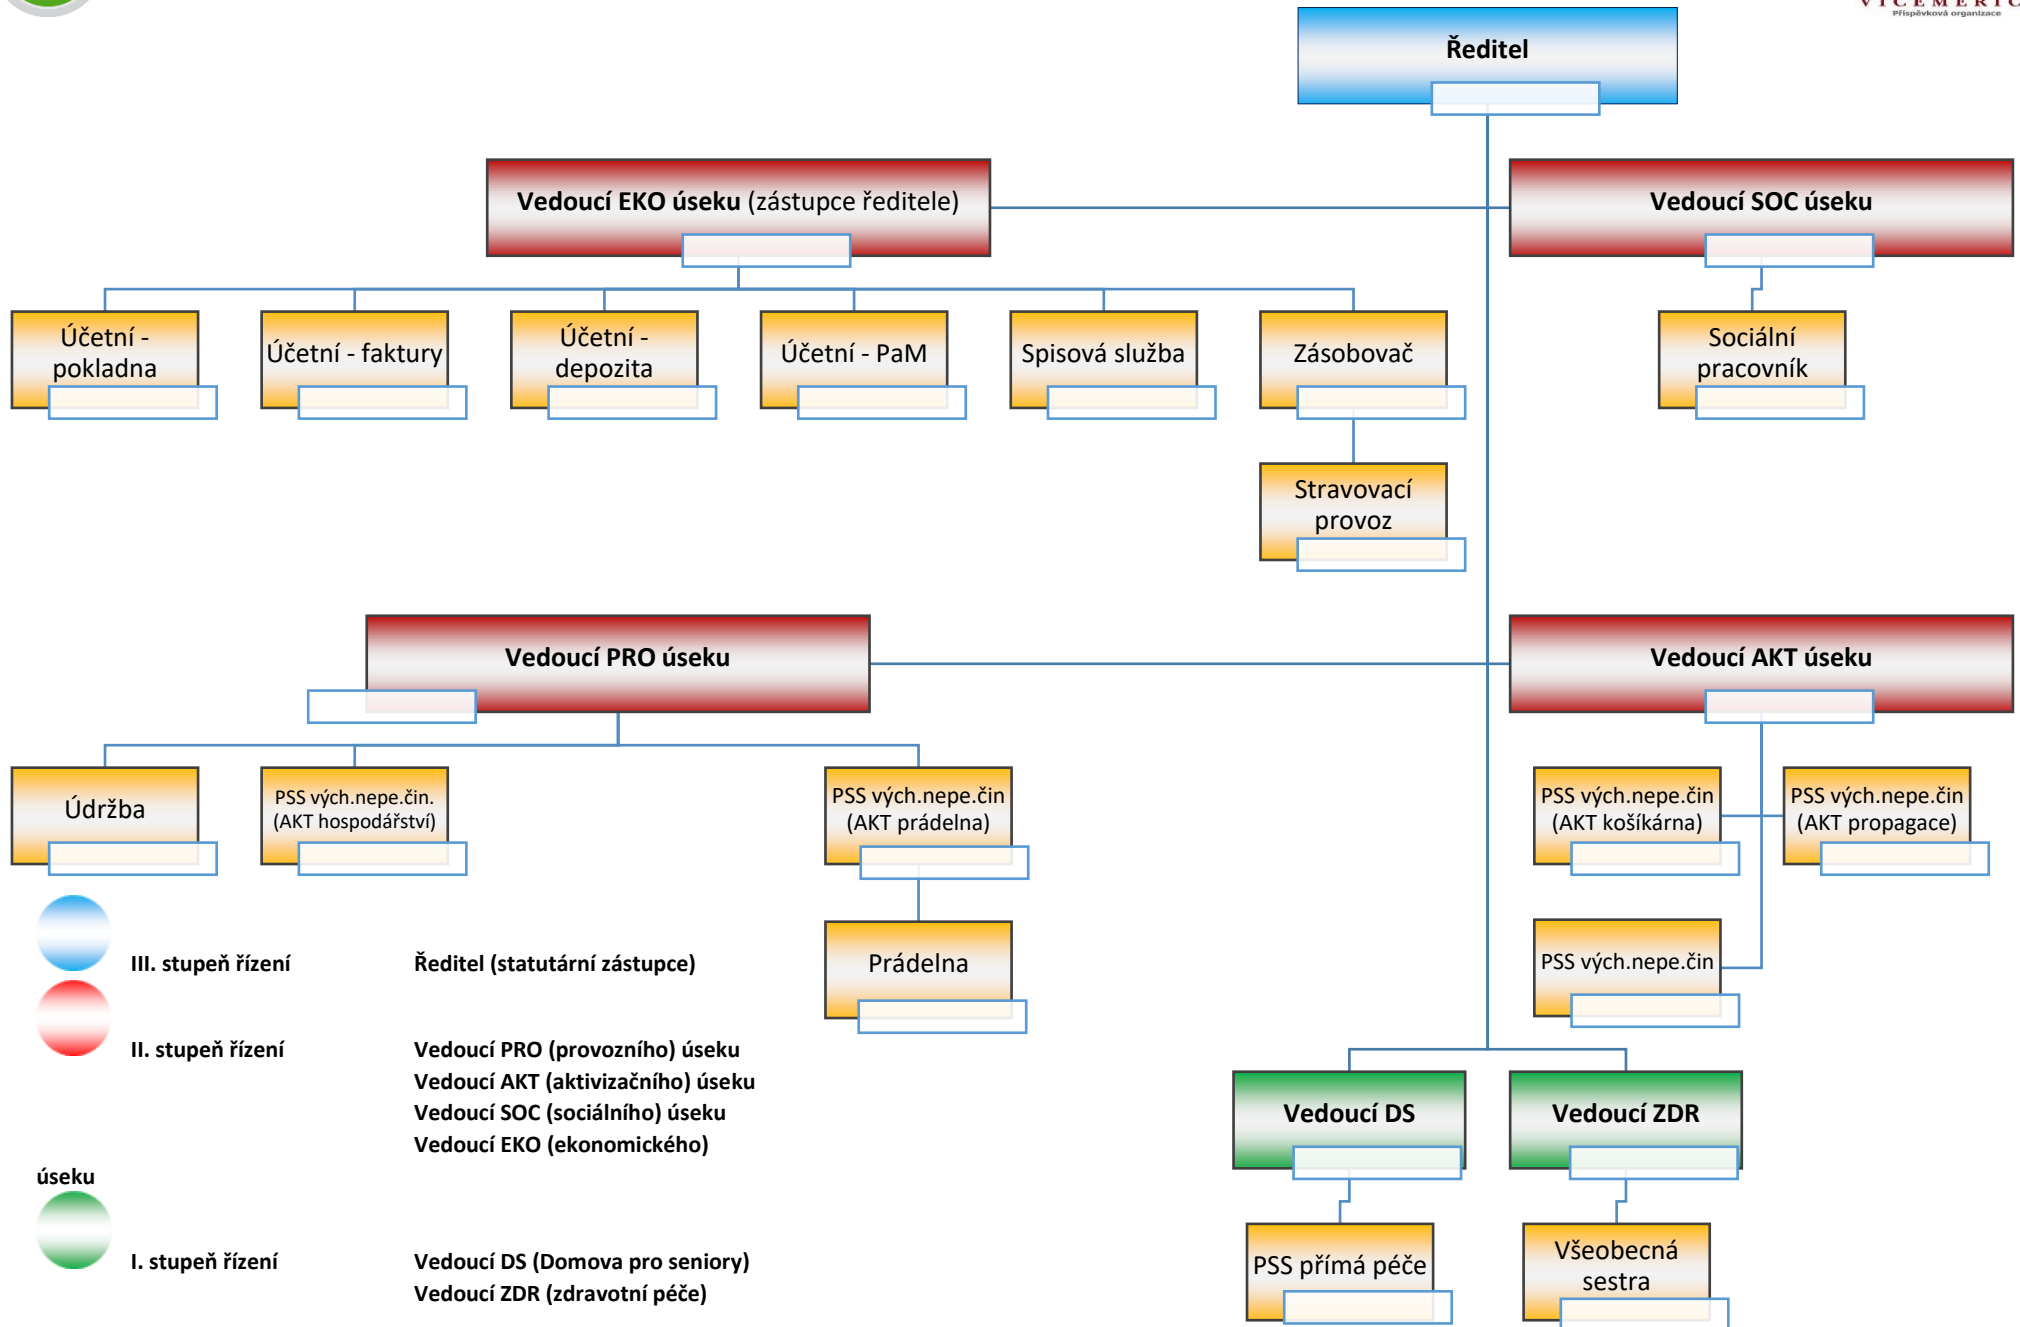 Příspěvková organizace
Ředitel
Vedoucí EKO úseku (zástupce ředitele)
Vedoucí SOC úseku
Účetní -
pokladna
Účetní - faktury
Účetní -
depozita
Účetní - PaM
Spisová služba
Zásobovač
Sociální
pracovník
Stravovací
provoz
Vedoucí PRO úseku
Vedoucí AKT úseku
Údržba
PSS vých.nepe.čin.
(AKT hospodářství)
PSS vých.nepe.čin
(AKT prádelna)
PSS vých.nepe.čin
(AKT košíkárna)
PSS vých.nepe.čin
(AKT propagace)
Prádelna
PSS vých.nepe.čin
III. stupeň řízení Ředitel (statutární zástupce)
II. stupeň řízení Vedoucí PRO (provozního) úseku
Vedoucí AKT (aktivizačního) úseku
Vedoucí SOC (sociálního) úseku
Vedoucí EKO (ekonomického)
úseku
I. stupeň řízení Vedoucí DS (Domova pro seniory)
Vedoucí ZDR (zdravotní péče)
Vedoucí DS
Vedoucí ZDR
PSS přímá péče
Všeobecná
sestra